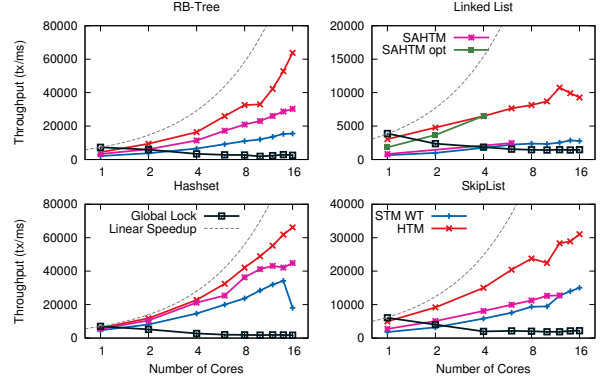 RB-Tree
Linked List
Throughput (tx/ms)
80000
60000
40000
20000
0
1
2
4
8
16
20000
15000
10000
5000
0
1
2
4
8
16
SAHTM
SAHTM opt
Hashset
SkipList
Throughput (tx/ms)
80000
60000
40000
20000
0
1
2
4
8
16
Number of Cores
Global Lock
Linear Speedup
40000
30000
20000
10000
0
1
2
4
8
16
Number of Cores
STM WT
HTM